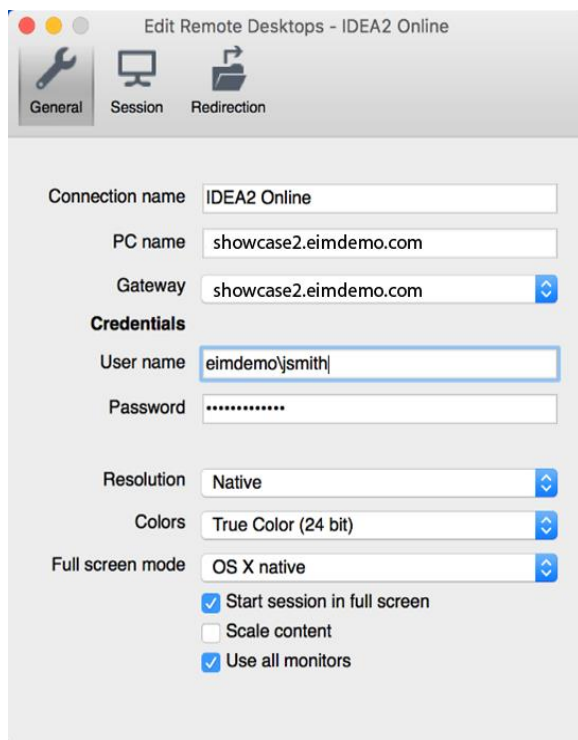 Edit Remote Desktops - IDEA2 Online
General Session Redirection
Connection name IDEA2 Online
PC name showcase2.eimdemo.com
Gateway showcase2.eimdemo.com
Credentials
User name eimdemo\jsmith
Password •••••••••••••
Resolution Native
Colors True Color (24 bit)
Full screen mode OS X native
Start session in full screen
Scale content
Use all monitors